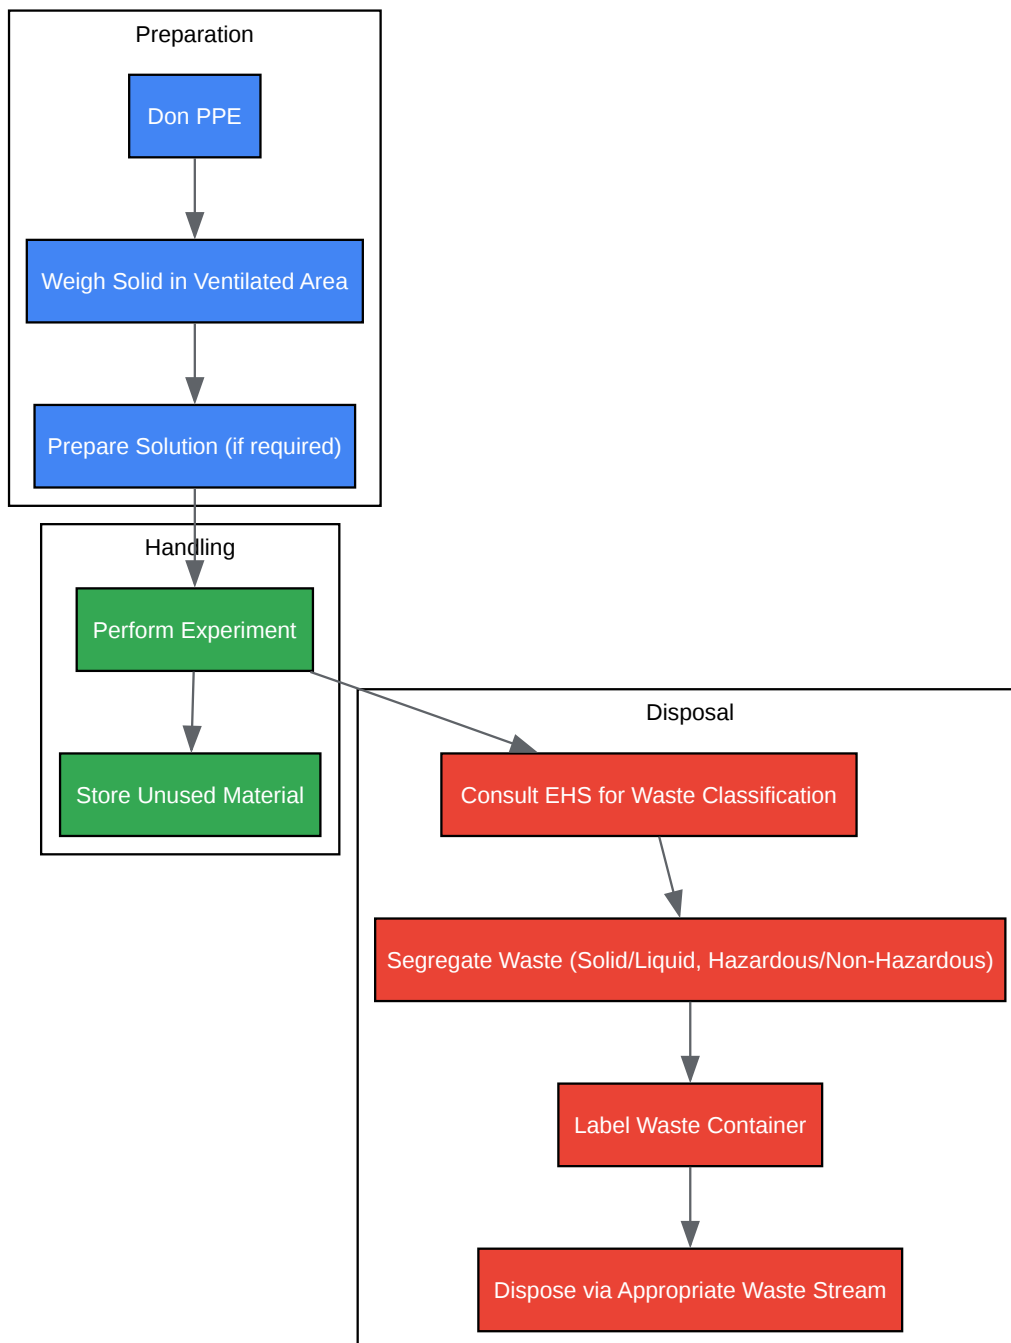 Preparation
Don PPE
Weigh Solid in Ventilated Area
Prepare Solution (if required)
Handling
Perform Experiment
Store Unused Material
Disposal
Consult EHS for Waste Classification
Segregate Waste (Solid/Liquid, Hazardous/Non-Hazardous)
Label Waste Container
Dispose via Appropriate Waste Stream